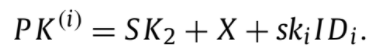 PK^{(i)} = SK_2 + X + sk_i ID_i.